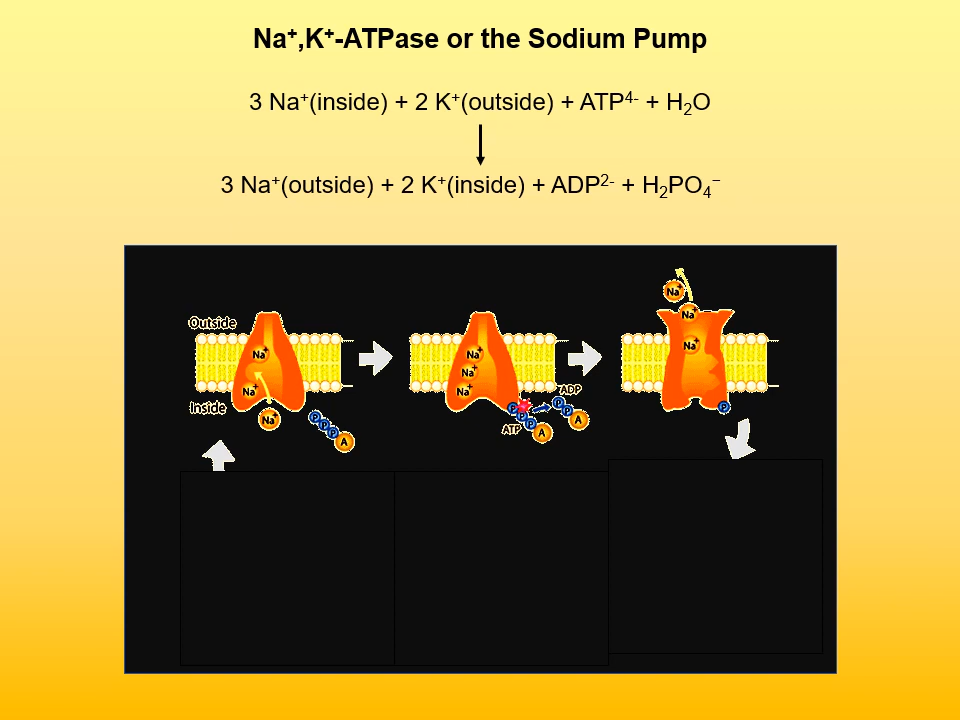 Na⁺,K⁺-ATPase or the Sodium Pump
3 Na⁺(inside) + 2 K⁺(outside) + ATP⁴⁻ + H₂O
3 Na⁺(outside) + 2 K⁺(inside) + ADP²⁻ + H₂PO₄⁻
Outside
Na⁺
Na⁺
Na⁺
Inside
P
P
P
A
Na⁺
Na⁺
Na⁺
P
P
P
A
ATP
ADP
P
P
A
Na⁺
Na⁺
Na⁺
P